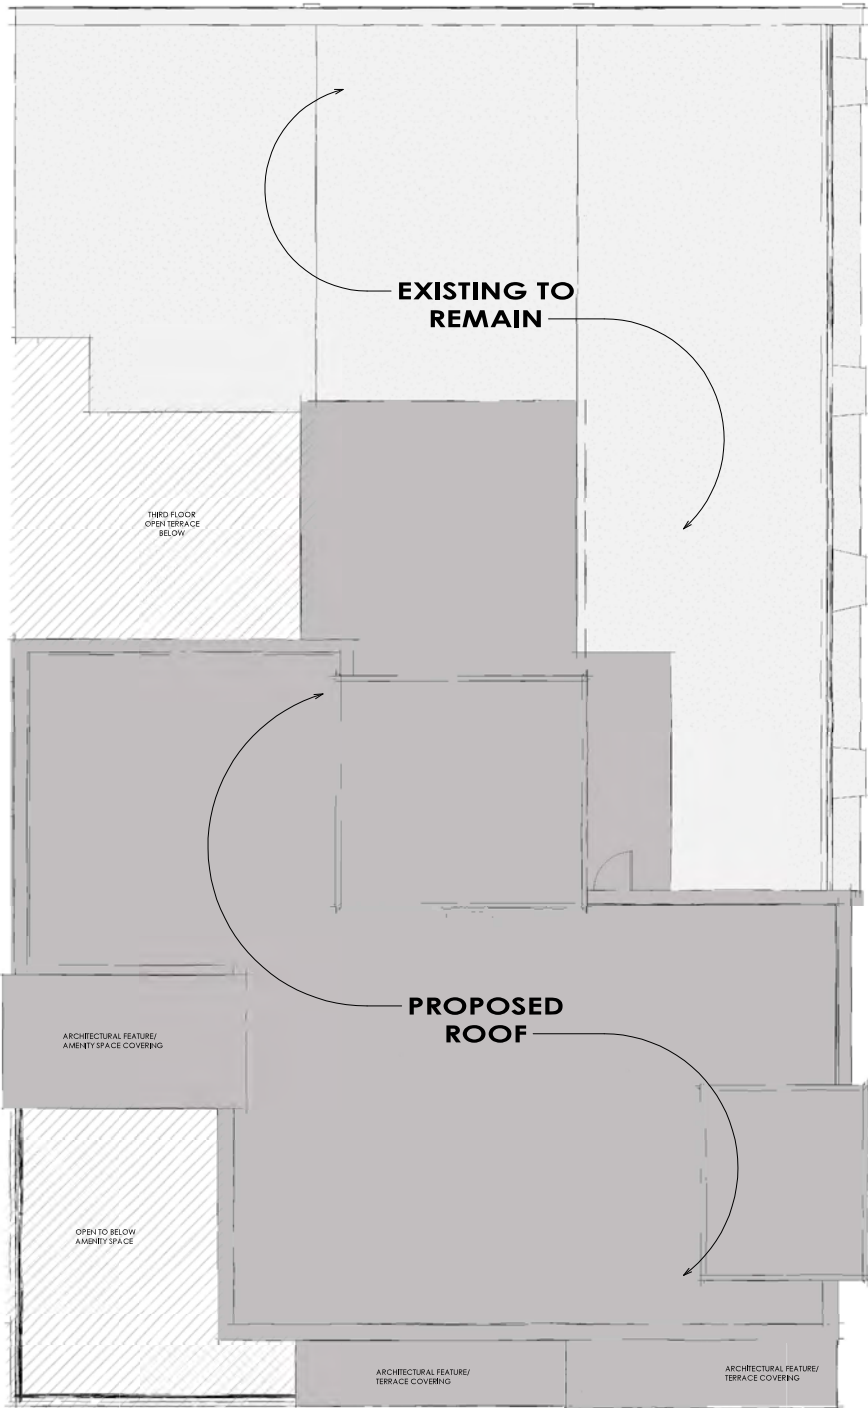 EXISTING TO
REMAIN
THIRD FLOOR
OPEN TERRACE
BELOW
PROPOSED
ROOF
ARCHITECTURAL FEATURE/
AMENITY SPACE COVERING
OPEN TO BELOW
AMENITY SPACE
ARCHITECTURAL FEATURE/
TERRACE COVERING
ARCHITECTURAL FEATURE/
TERRACE COVERING